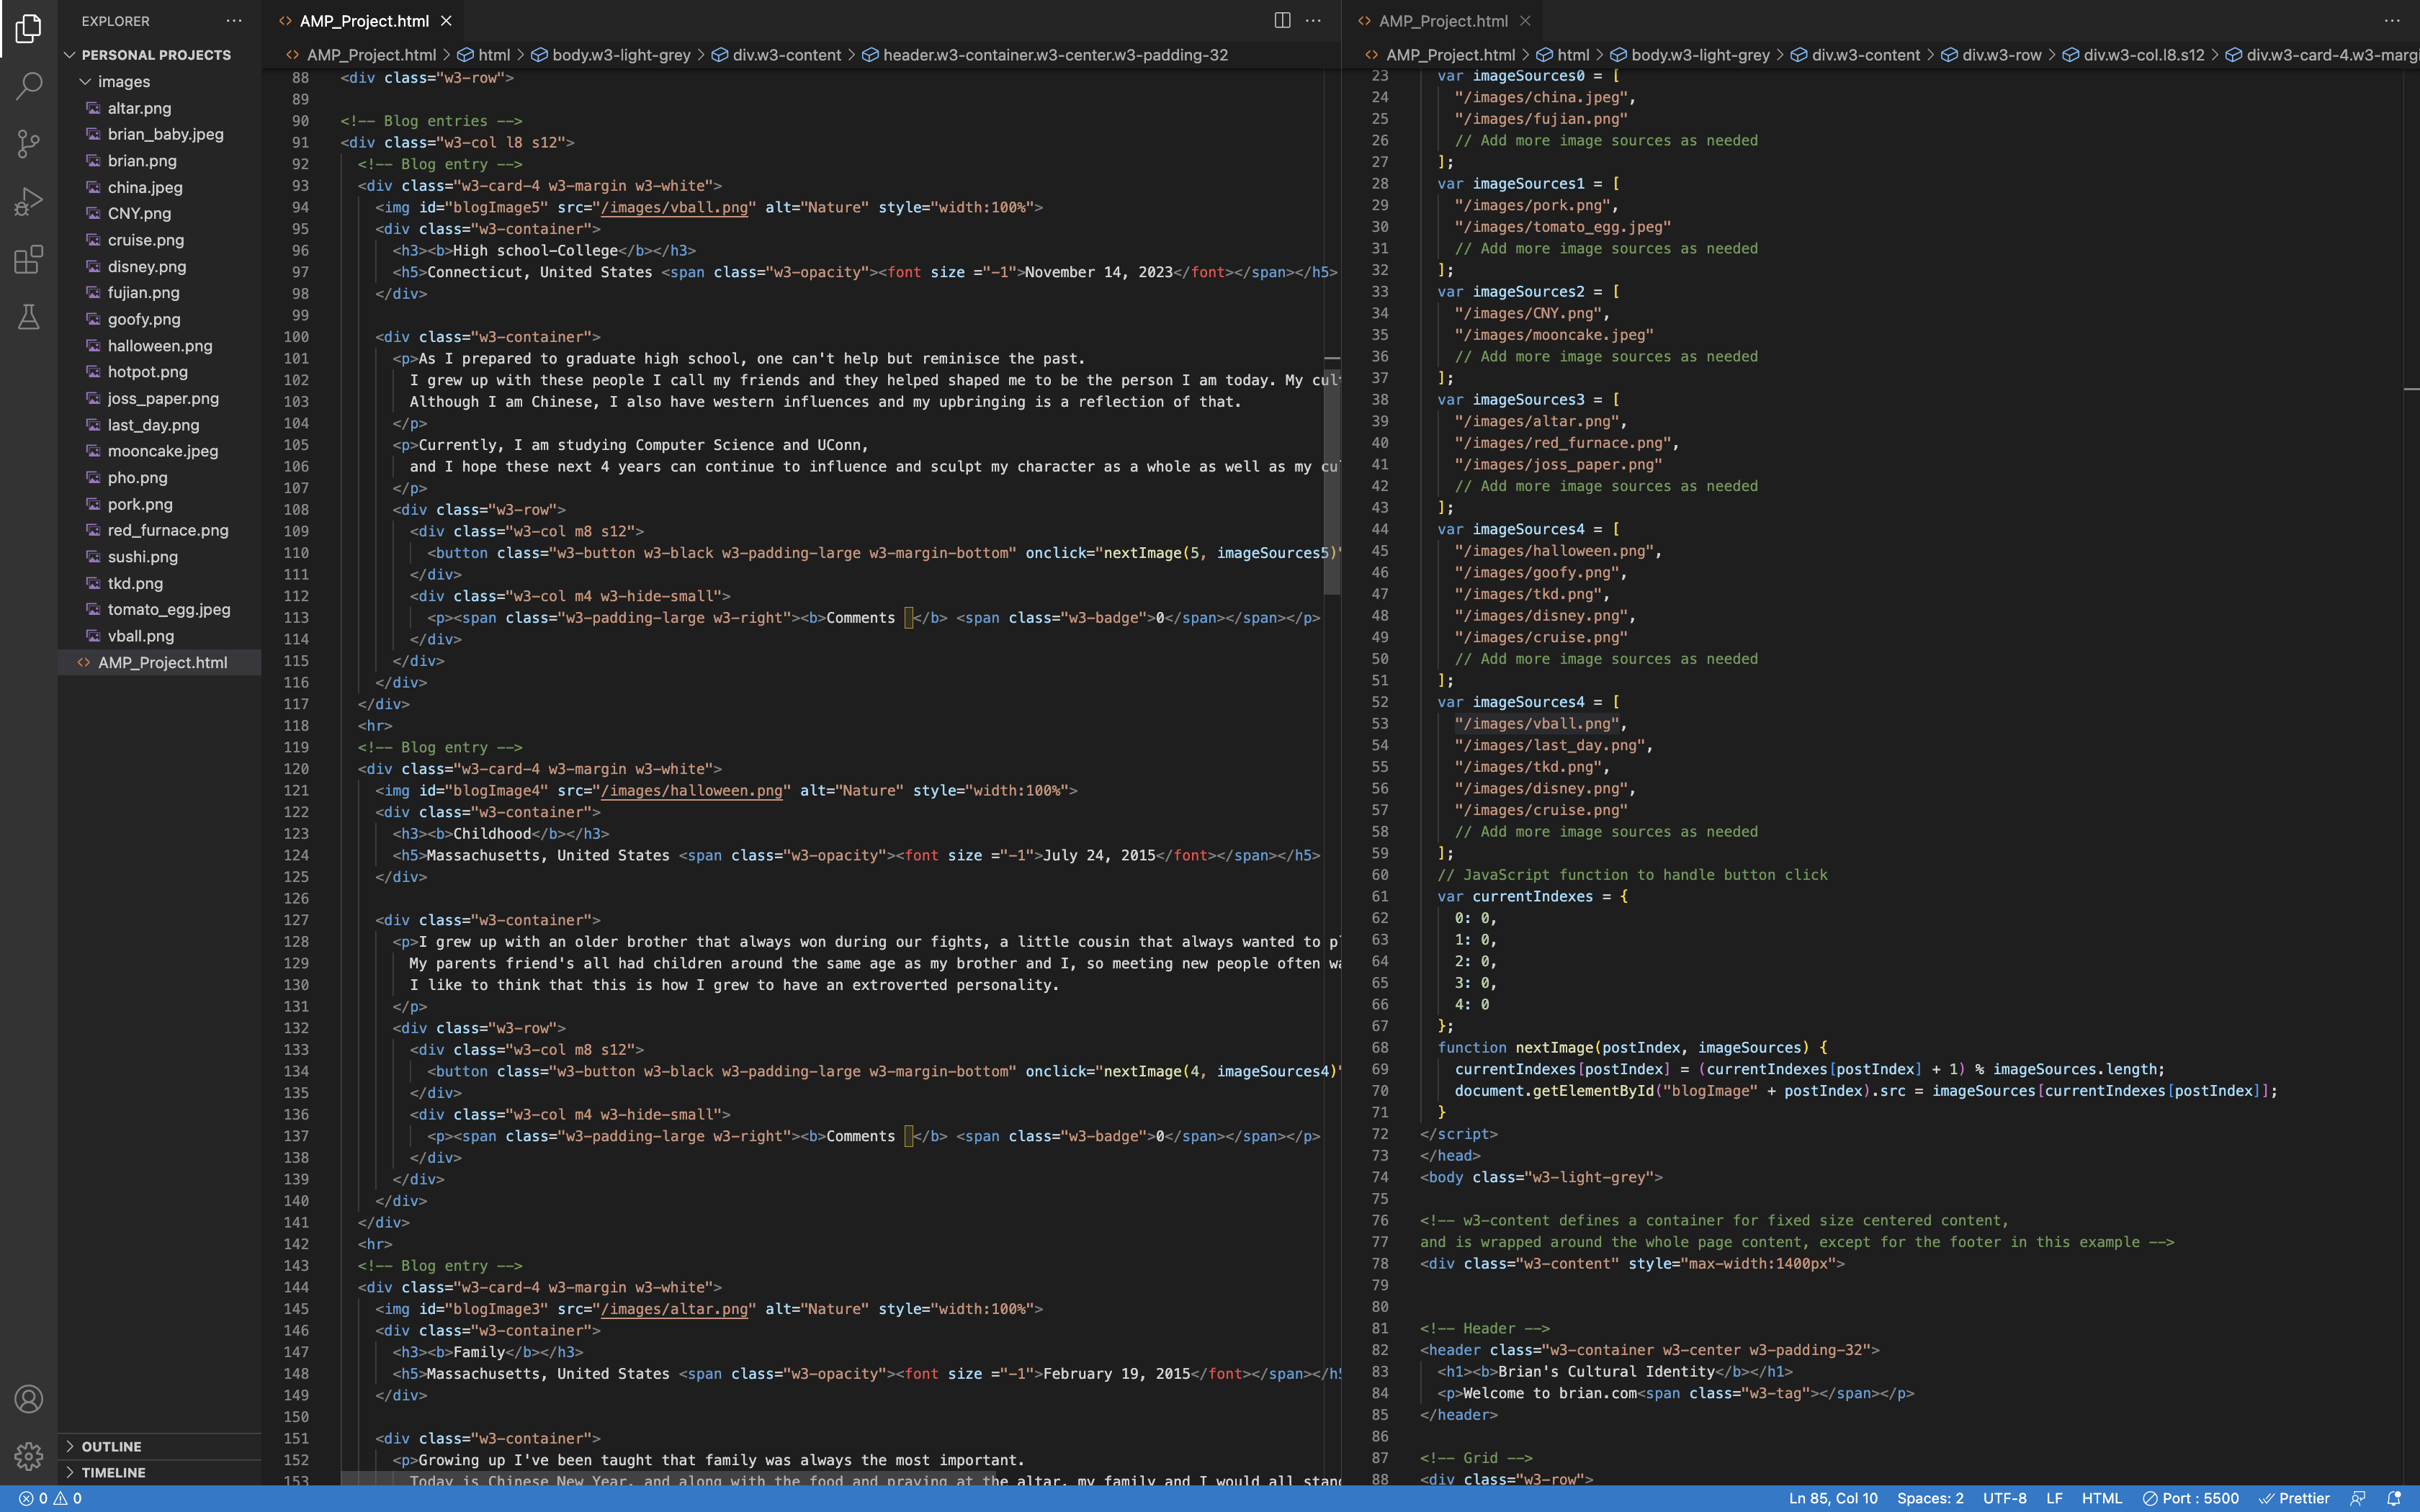 EXPLORER
PERSONAL PROJECTS
images
altar.png
brian_baby.jpeg
brian.png
china.jpeg
CNY.png
cruise.png
disney.png
fujian.png
goofy.png
halloween.png
hotpot.png
joss_paper.png
last_day.png
mooncake.jpeg
pho.png
pork.png
red_furnace.png
sushi.png
tkd.png
tomato_egg.jpeg
vball.png
AMP_Project.html
OUTLINE
TIMELINE
AMP_Project.html
AMP_Project.html > html > body.w3-light-grey > div.w3-content > header.w3-container.w3-center.w3-padding-32
88 <div class="w3-row">
89
90 <!-- Blog entries -->
91 <div class="w3-col l8 s12">
92 <!-- Blog entry -->
93 <div class="w3-card-4 w3-margin w3-white">
94 <img id="blogImage5" src="/images/vball.png" alt="Nature" style="width:100%">
95 <div class="w3-container">
96 <h3><b>High school-College</b></h3>
97 <h5>Connecticut, United States <span class="w3-opacity"><font size ="-1">November 14, 2023</font></span></h5>
98 </div>
99
100 <div class="w3-container">
101 <p>As I prepared to graduate high school, one can't help but reminisce the past.
102 I grew up with these people I call my friends and they helped shaped me to be the person I am today. My cult
103 Although I am Chinese, I also have western influences and my upbringing is a reflection of that.
104 </p>
105 <p>Currently, I am studying Computer Science and UConn,
106 and I hope these next 4 years can continue to influence and sculpt my character as a whole as well as my cu
107 </p>
108 <div class="w3-row">
109 <div class="w3-col m8 s12">
110 <button class="w3-button w3-black w3-padding-large w3-margin-bottom" onclick="nextImage(5, imageSources5)"
111 </div>
112 <div class="w3-col m4 w3-hide-small">
113 <p><span class="w3-padding-large w3-right"><b>Comments </b> <span class="w3-badge">0</span></span></p>
114 </div>
115 </div>
116 </div>
117 </div>
118 <hr>
119 <!-- Blog entry -->
120 <div class="w3-card-4 w3-margin w3-white">
121 <img id="blogImage4" src="/images/halloween.png" alt="Nature" style="width:100%">
122 <div class="w3-container">
123 <h3><b>Childhood</b></h3>
124 <h5>Massachusetts, United States <span class="w3-opacity"><font size ="-1">July 24, 2015</font></span></h5>
125 </div>
126
127 <div class="w3-container">
128 <p>I grew up with an older brother that always won during our fights, a little cousin that always wanted to p
129 My parents friend's all had children around the same age as my brother and I, so meeting new people often wa
130 I like to think that this is how I grew to have an extroverted personality.
131 </p>
132 <div class="w3-row">
133 <div class="w3-col m8 s12">
134 <button class="w3-button w3-black w3-padding-large w3-margin-bottom" onclick="nextImage(4, imageSources4)"
135 </div>
136 <div class="w3-col m4 w3-hide-small">
137 <p><span class="w3-padding-large w3-right"><b>Comments </b> <span class="w3-badge">0</span></span></p>
138 </div>
139 </div>
140 </div>
141 </div>
142 <hr>
143 <!-- Blog entry -->
144 <div class="w3-card-4 w3-margin w3-white">
145 <img id="blogImage3" src="/images/altar.png" alt="Nature" style="width:100%">
146 <div class="w3-container">
147 <h3><b>Family</b></h3>
148 <h5>Massachusetts, United States <span class="w3-opacity"><font size ="-1">February 19, 2015</font></span></h5
149 </div>
150
151 <div class="w3-container">
152 <p>Growing up I've been taught that family was always the most important.
153 Today is Chinese New Year, and along with the food and praying at the altar, my family and I would all stan
AMP_Project.html
AMP_Project.html > html > body.w3-light-grey > div.w3-content > div.w3-row > div.w3-col.l8.s12 > div.w3-card-4.w3-margi
23 var imageSources0 = [
24 "/images/china.jpeg",
25 "/images/fujian.png"
26 // Add more image sources as needed
27 ];
28 var imageSources1 = [
29 "/images/pork.png",
30 "/images/tomato_egg.jpeg"
31 // Add more image sources as needed
32 ];
33 var imageSources2 = [
34 "/images/CNY.png",
35 "/images/mooncake.jpeg"
36 // Add more image sources as needed
37 ];
38 var imageSources3 = [
39 "/images/altar.png",
40 "/images/red_furnace.png",
41 "/images/joss_paper.png"
42 // Add more image sources as needed
43 ];
44 var imageSources4 = [
45 "/images/halloween.png",
46 "/images/goofy.png",
47 "/images/tkd.png",
48 "/images/disney.png",
49 "/images/cruise.png"
50 // Add more image sources as needed
51 ];
52 var imageSources4 = [
53 "/images/vball.png",
54 "/images/last_day.png",
55 "/images/tkd.png",
56 "/images/disney.png",
57 "/images/cruise.png"
58 // Add more image sources as needed
59 ];
60 // JavaScript function to handle button click
61 var currentIndexes = {
62 0: 0,
63 1: 0,
64 2: 0,
65 3: 0,
66 4: 0
67 };
68 function nextImage(postIndex, imageSources) {
69 currentIndexes[postIndex] = (currentIndexes[postIndex] + 1) % imageSources.length;
70 document.getElementById("blogImage" + postIndex).src = imageSources[currentIndexes[postIndex]];
71 }
72 </script>
73 </head>
74 <body class="w3-light-grey">
75
76 <!-- w3-content defines a container for fixed size centered content,
77 and is wrapped around the whole page content, except for the footer in this example -->
78 <div class="w3-content" style="max-width:1400px">
79
80
81 <!-- Header -->
82 <header class="w3-container w3-center w3-padding-32">
83 <h1><b>Brian's Cultural Identity</b></h1>
84 <p>Welcome to brian.com<span class="w3-tag"></span></p>
85 </header>
86
87 <!-- Grid -->
88 <div class="w3-row">
0 0
Ln 85, Col 10 Spaces: 2 UTF-8 LF HTML Port : 5500 Prettier